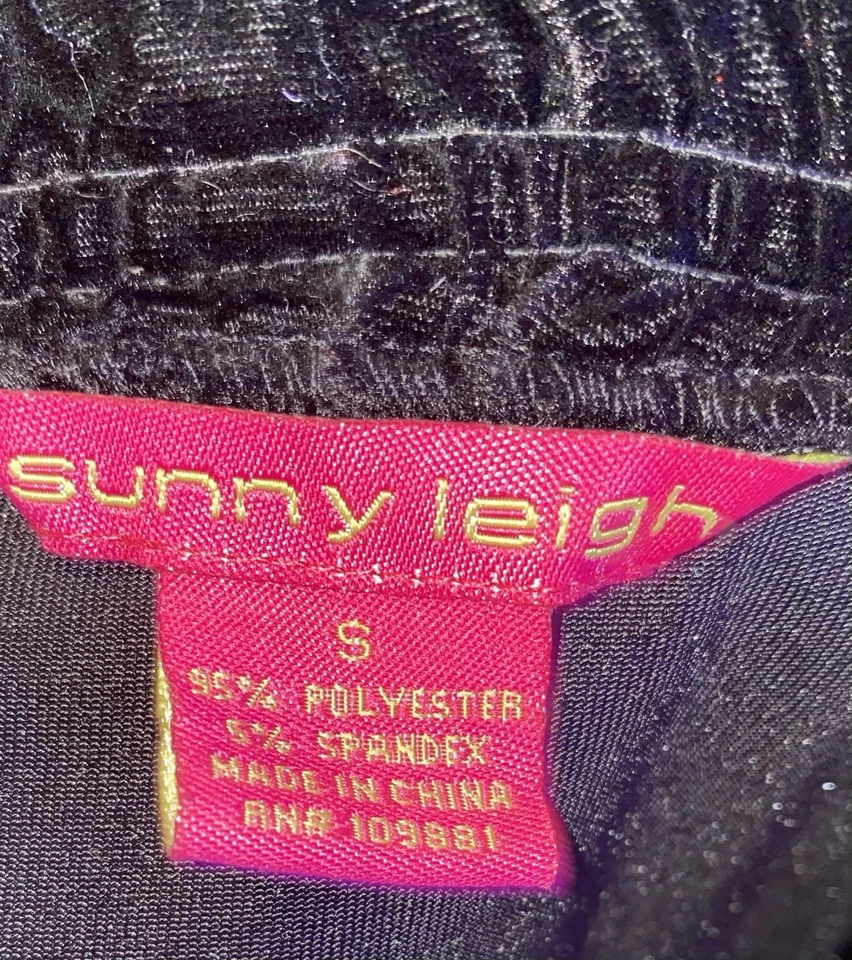 sunny leigh
S
95% POLYESTER
5% SPANDEX
MADE IN CHINA
RN# 109881